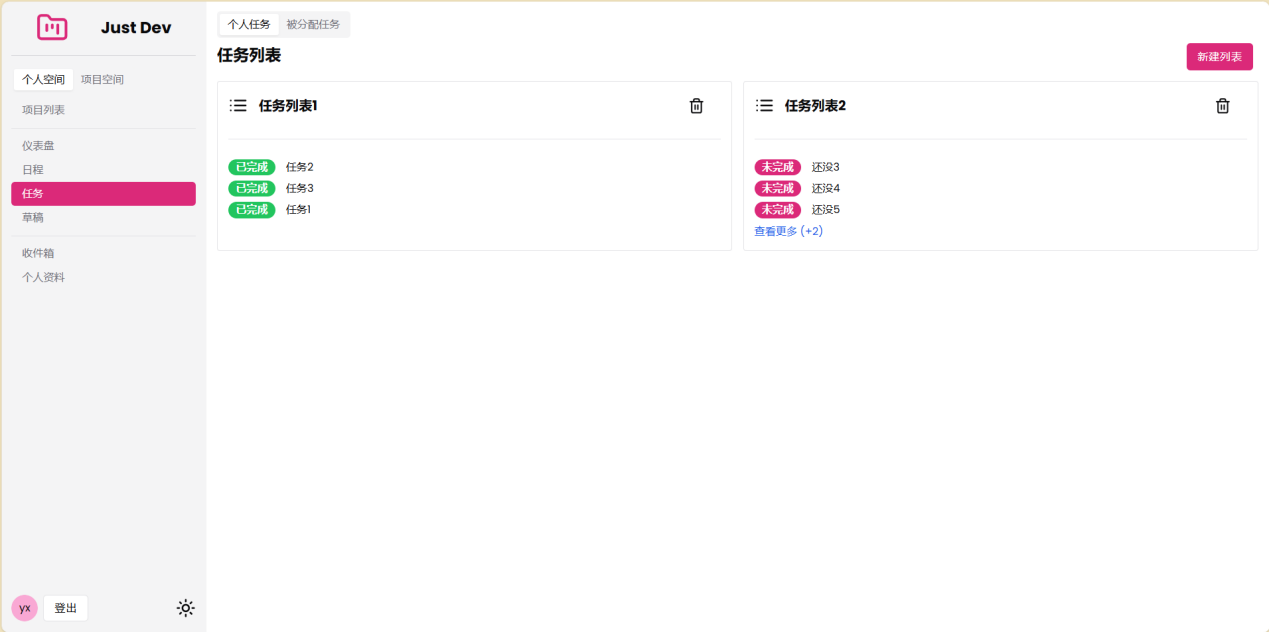 Just Dev
个人空间 项目空间
项目列表
仪表盘
日程
任务
草稿
收件箱
个人资料
yx 登出
个人任务 被分配任务
任务列表
新建列表
任务列表1
已完成 任务2
已完成 任务3
已完成 任务1
任务列表2
未完成 还没3
未完成 还没4
未完成 还没5
查看更多 (+2)